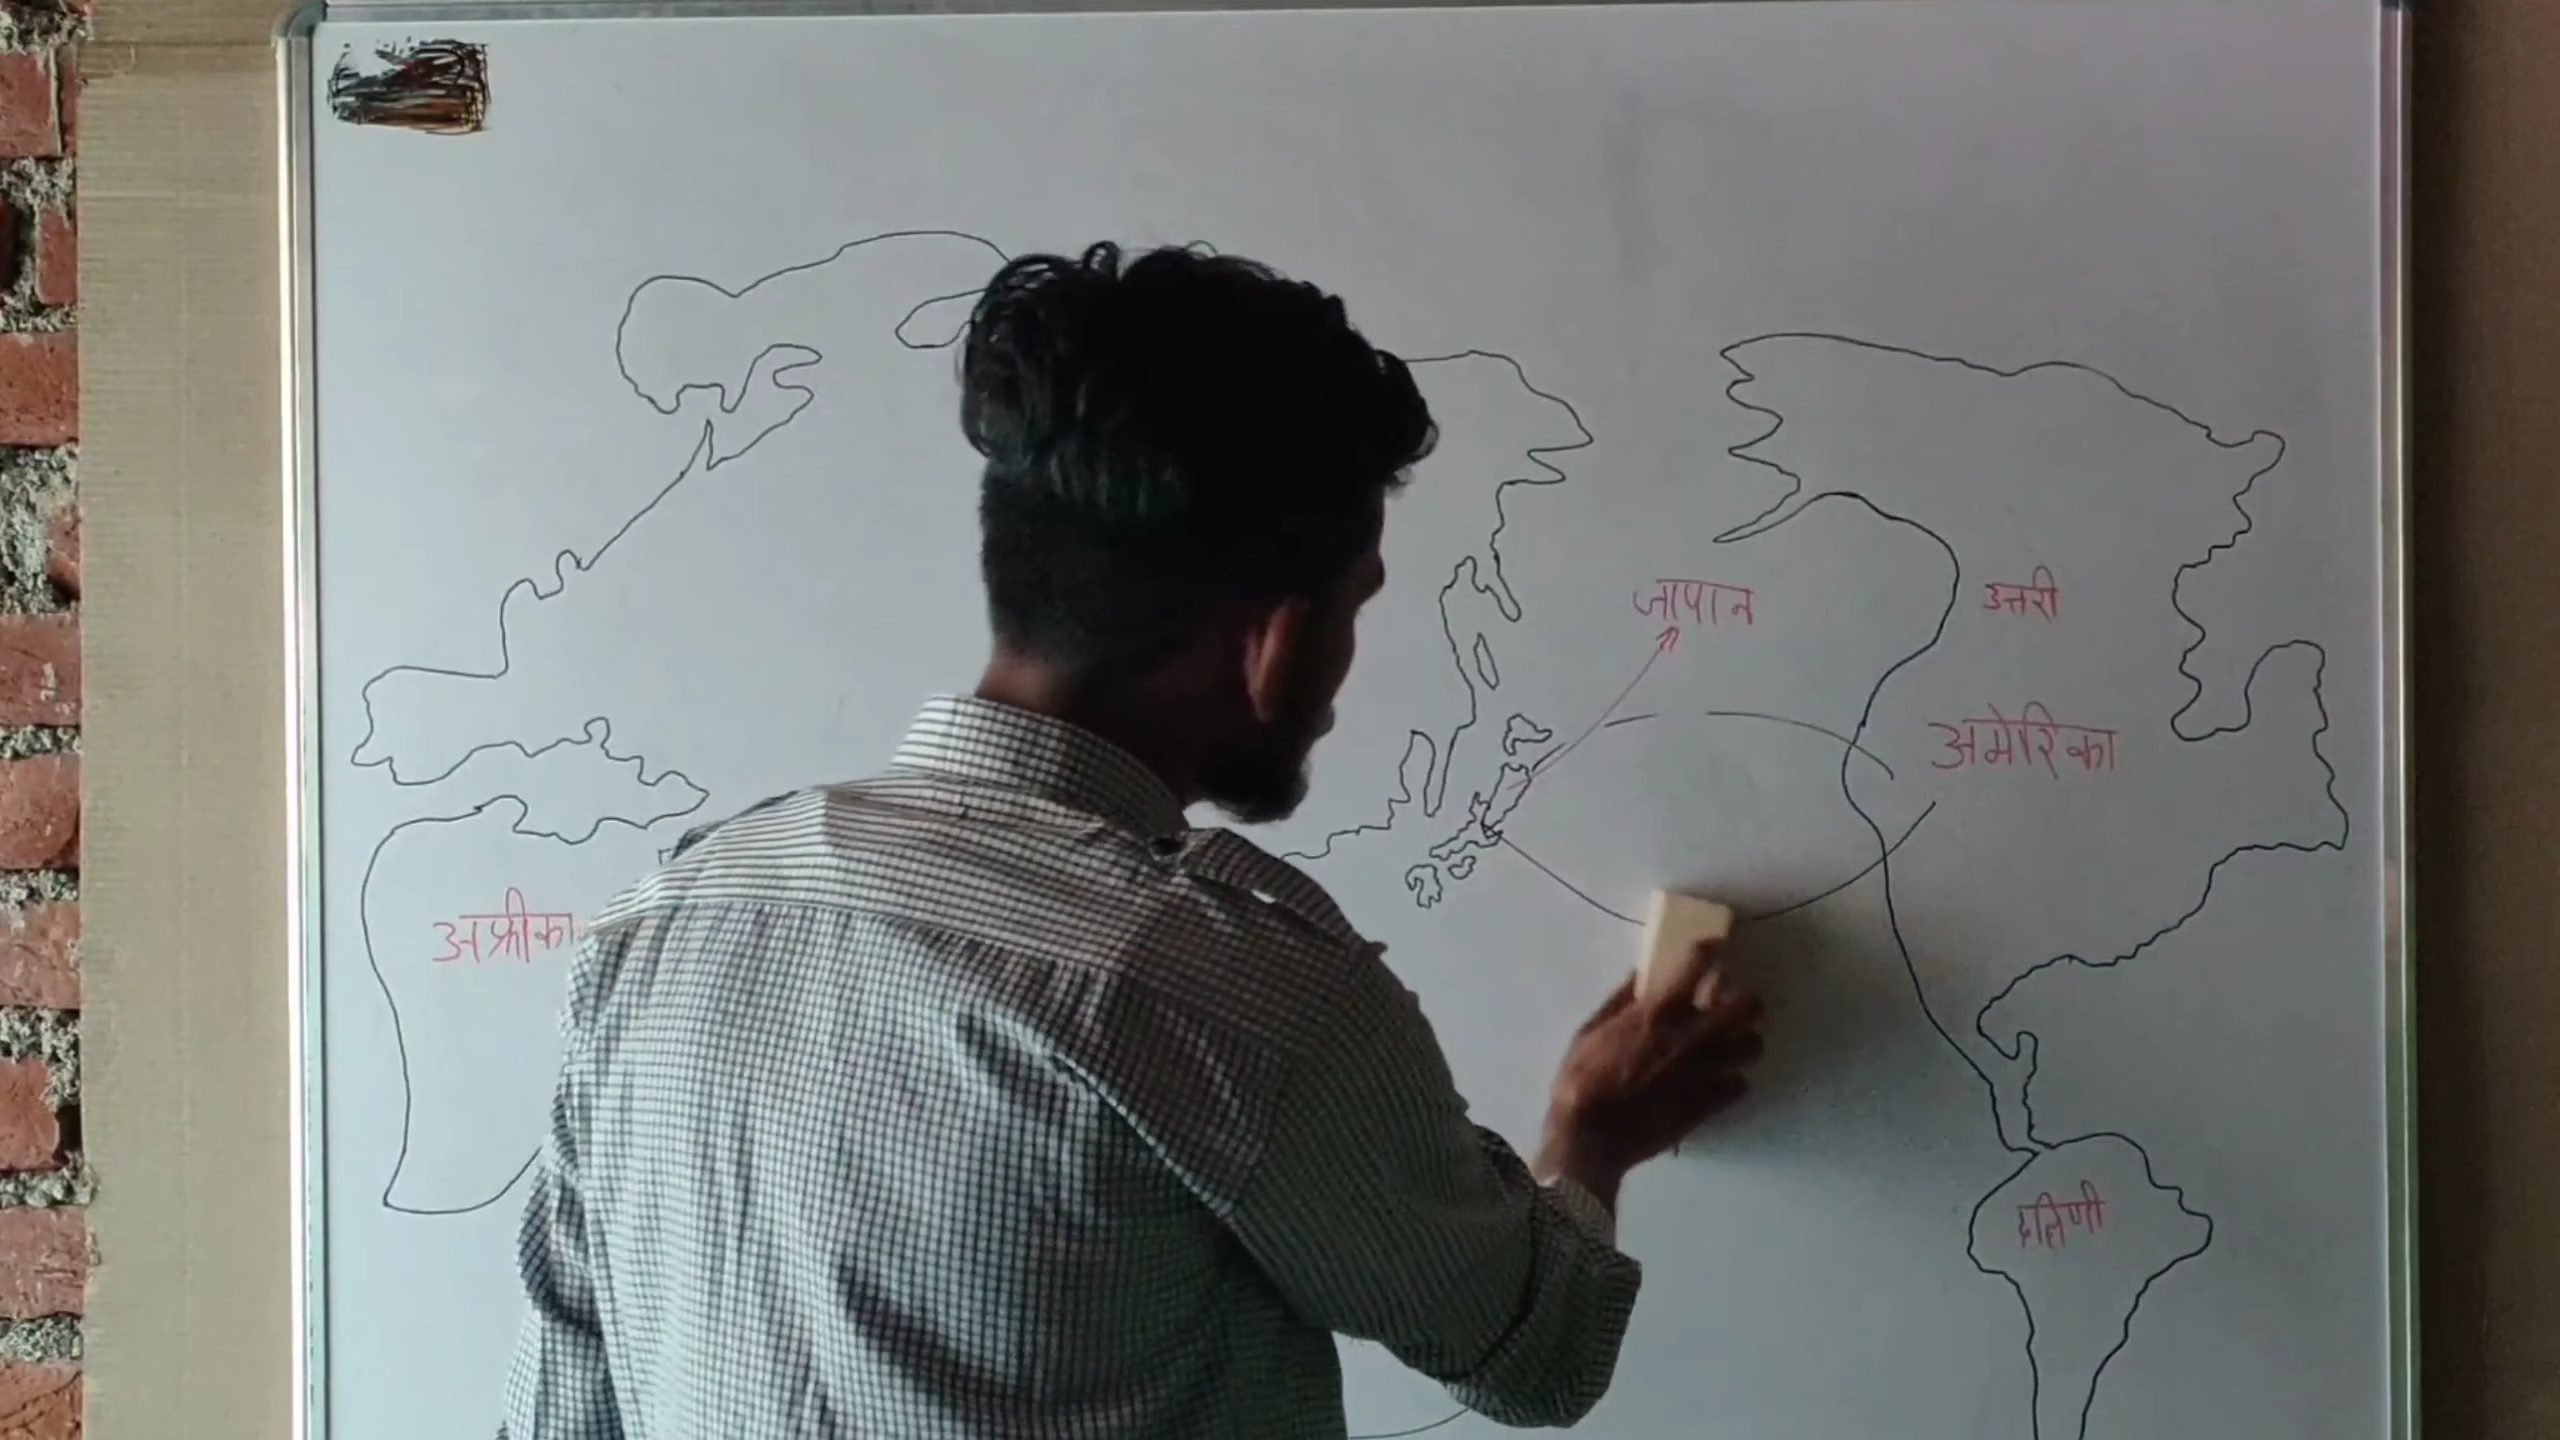 जापान
उत्तरी
अमेरिका
अफ्रीका
दक्षिणी